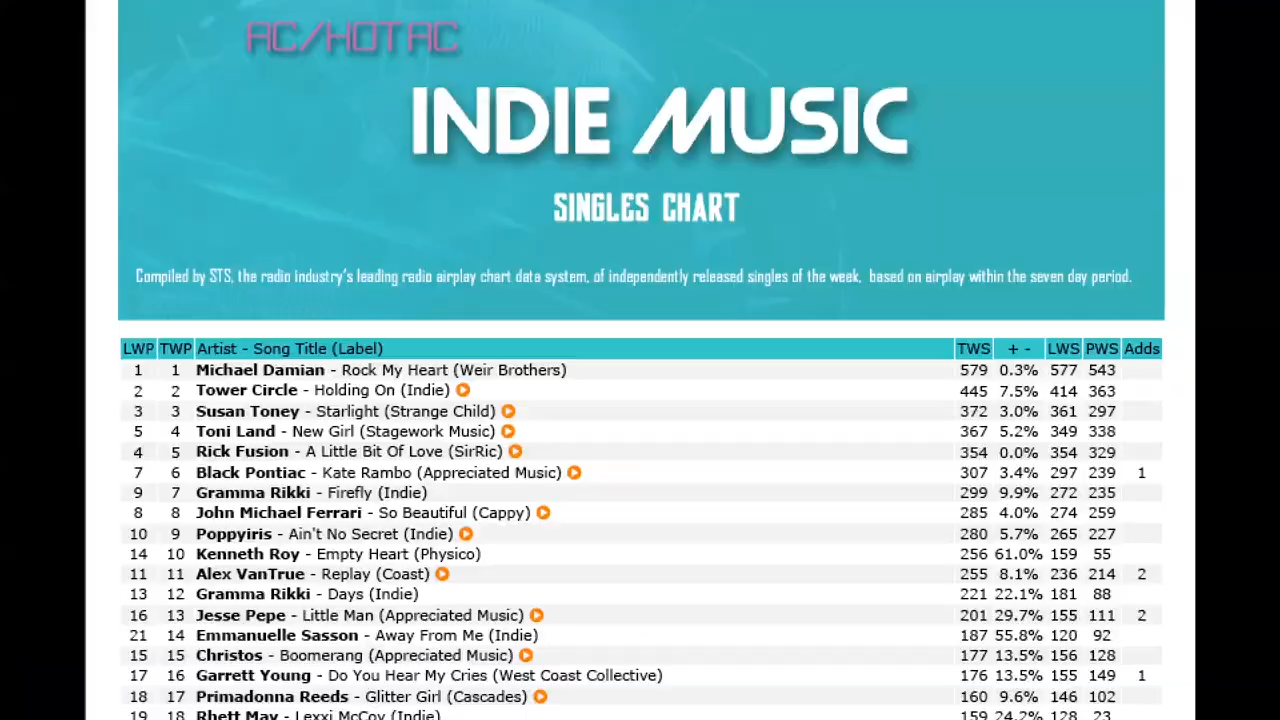 AC/HOT AC
INDIE MUSIC
SINGLES CHART
Compiled by STS, the radio industry's leading radio airplay chart data system, of independently released singles of the week, based on airplay within the seven day period.
LWP TWP Artist - Song Title (Label) TWS + - LWS PWS Adds
1 1 Michael Damian - Rock My Heart (Weir Brothers) 579 0.3% 577 543
2 2 Tower Circle - Holding On (Indie) 445 7.5% 414 363
3 3 Susan Toney - Starlight (Strange Child) 372 3.0% 361 297
5 4 Toni Land - New Girl (Stagework Music) 367 5.2% 349 338
4 5 Rick Fusion - A Little Bit Of Love (SirRic) 354 0.0% 354 329
7 6 Black Pontiac - Kate Rambo (Appreciated Music) 307 3.4% 297 239 1
9 7 Gramma Rikki - Firefly (Indie) 299 9.9% 272 235
8 8 John Michael Ferrari - So Beautiful (Cappy) 285 4.0% 274 259
10 9 Poppyiris - Ain't No Secret (Indie) 280 5.7% 265 227
14 10 Kenneth Roy - Empty Heart (Physico) 256 61.0% 159 55
11 11 Alex VanTrue - Replay (Coast) 255 8.1% 236 214 2
13 12 Gramma Rikki - Days (Indie) 221 22.1% 181 88
16 13 Jesse Pepe - Little Man (Appreciated Music) 201 29.7% 155 111 2
21 14 Emmanuelle Sasson - Away From Me (Indie) 187 55.8% 120 92
15 15 Christos - Boomerang (Appreciated Music) 177 13.5% 156 128
17 16 Garrett Young - Do You Hear My Cries (West Coast Collective) 176 13.5% 155 149 1
18 17 Primadonna Reeds - Glitter Girl (Cascades) 160 9.6% 146 102
19 18 Rhett May - Lexxi McCoy (Indie) 159 24.2% 128 23